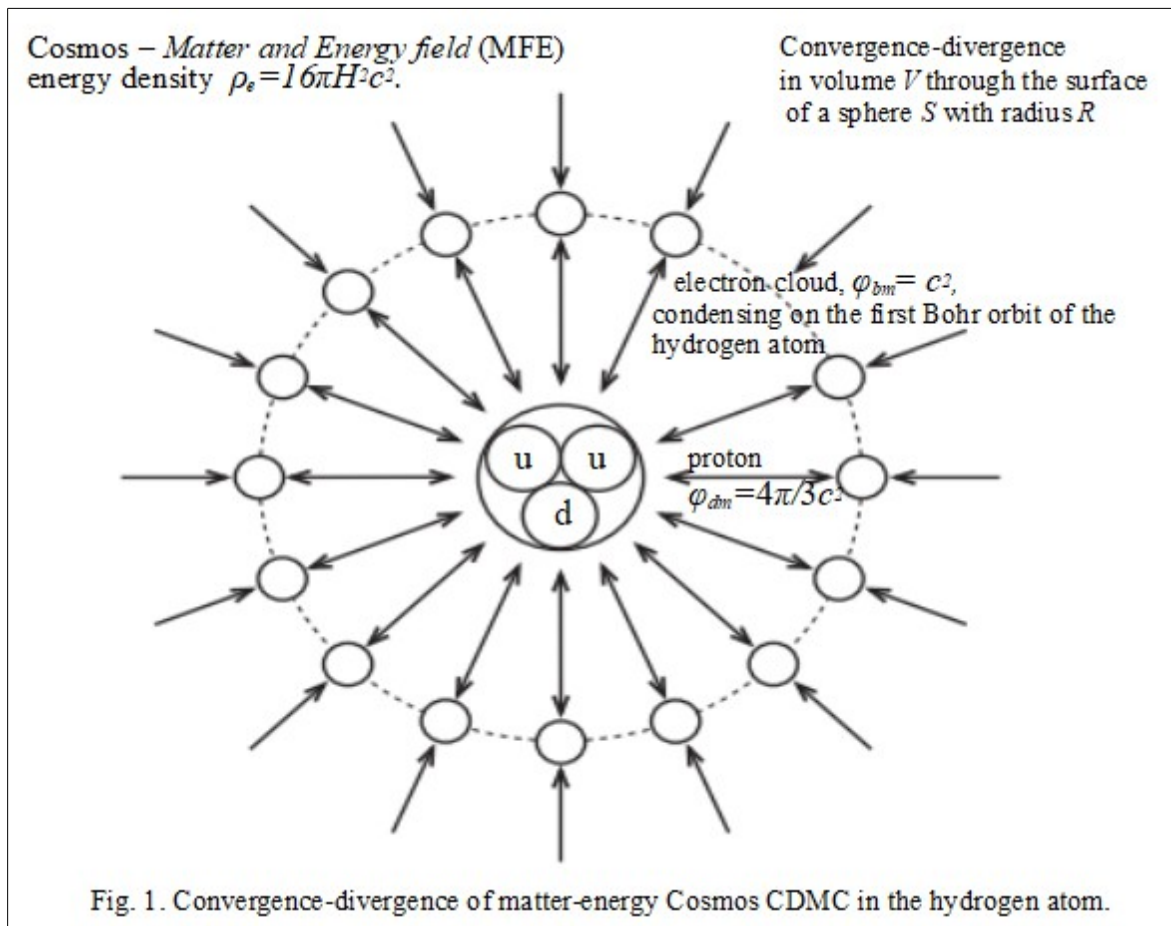 Cosmos – Matter and Energy field (MFE)
energy density ρₑ=16πH²c².
Convergence-divergence
in volume V through the surface
of a sphere S with radius R
electron cloud, φbm= c²,
condensing on the first Bohr orbit of the
hydrogen atom
proton
φdm=4π/3c²
u u
d
Fig. 1. Convergence-divergence of matter-energy Cosmos CDMC in the hydrogen atom.